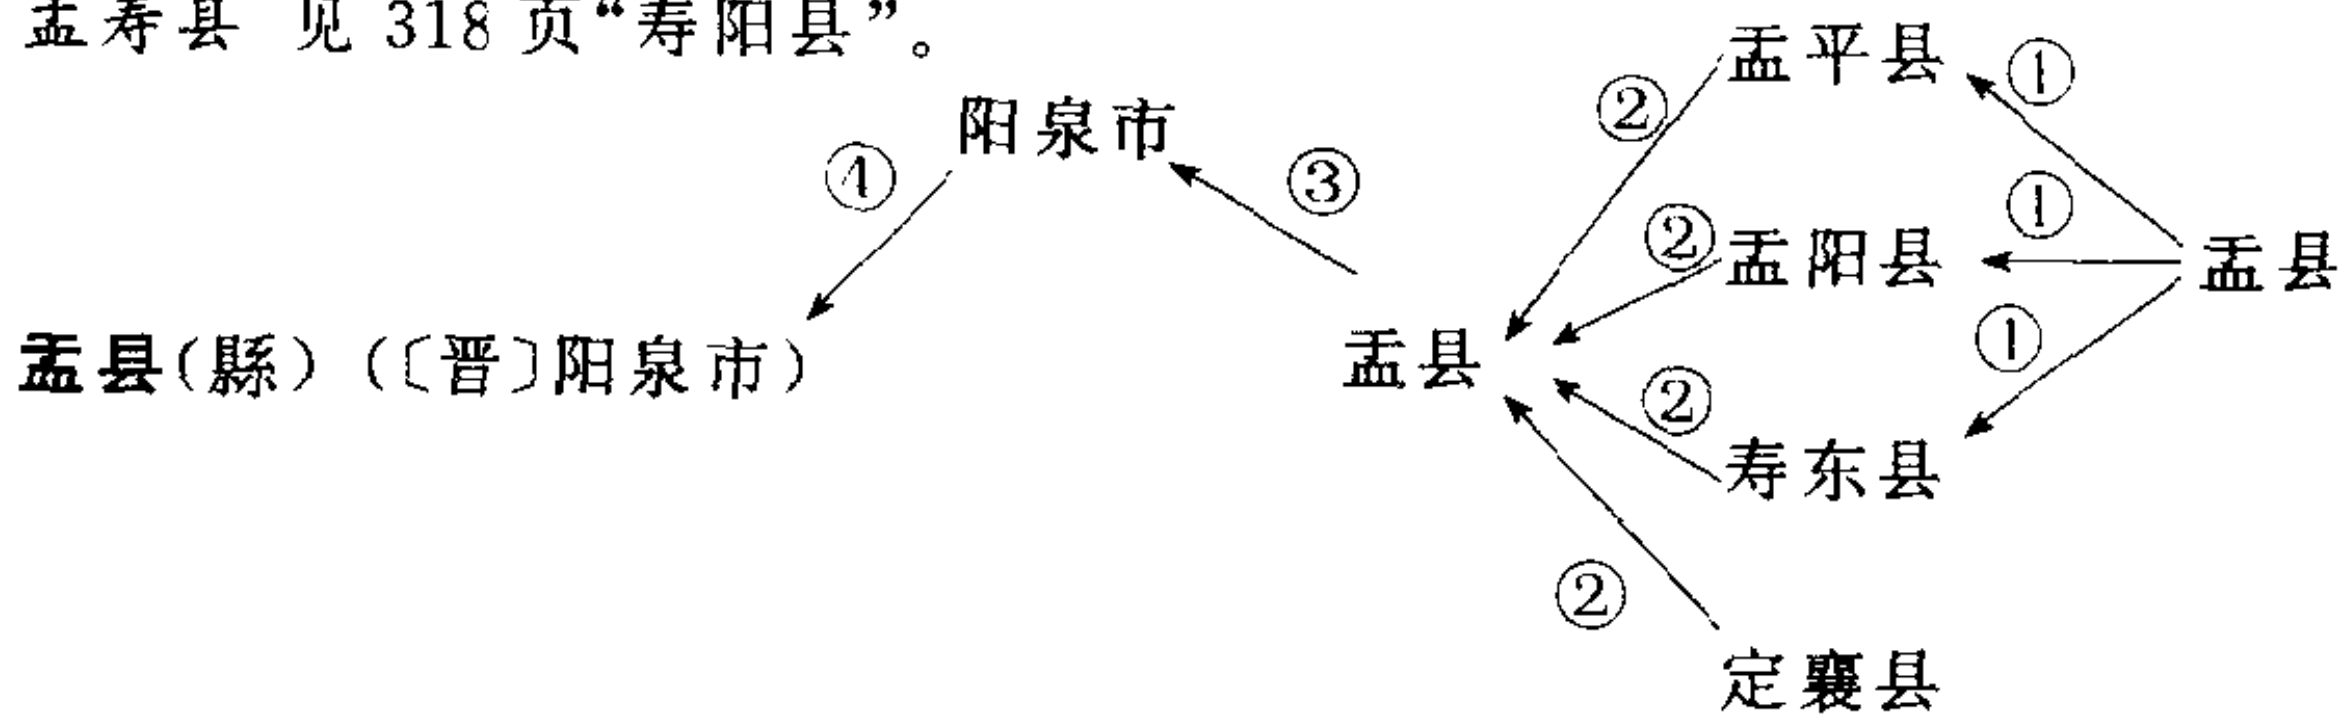 盂寿县 见 318 页“寿阳县”。
盂平县
①
②
阳泉市
④
③
①
②
盂阳县
盂县
①
盂县(縣)(〔晋〕阳泉市)
盂县
②
寿东县
②
定襄县